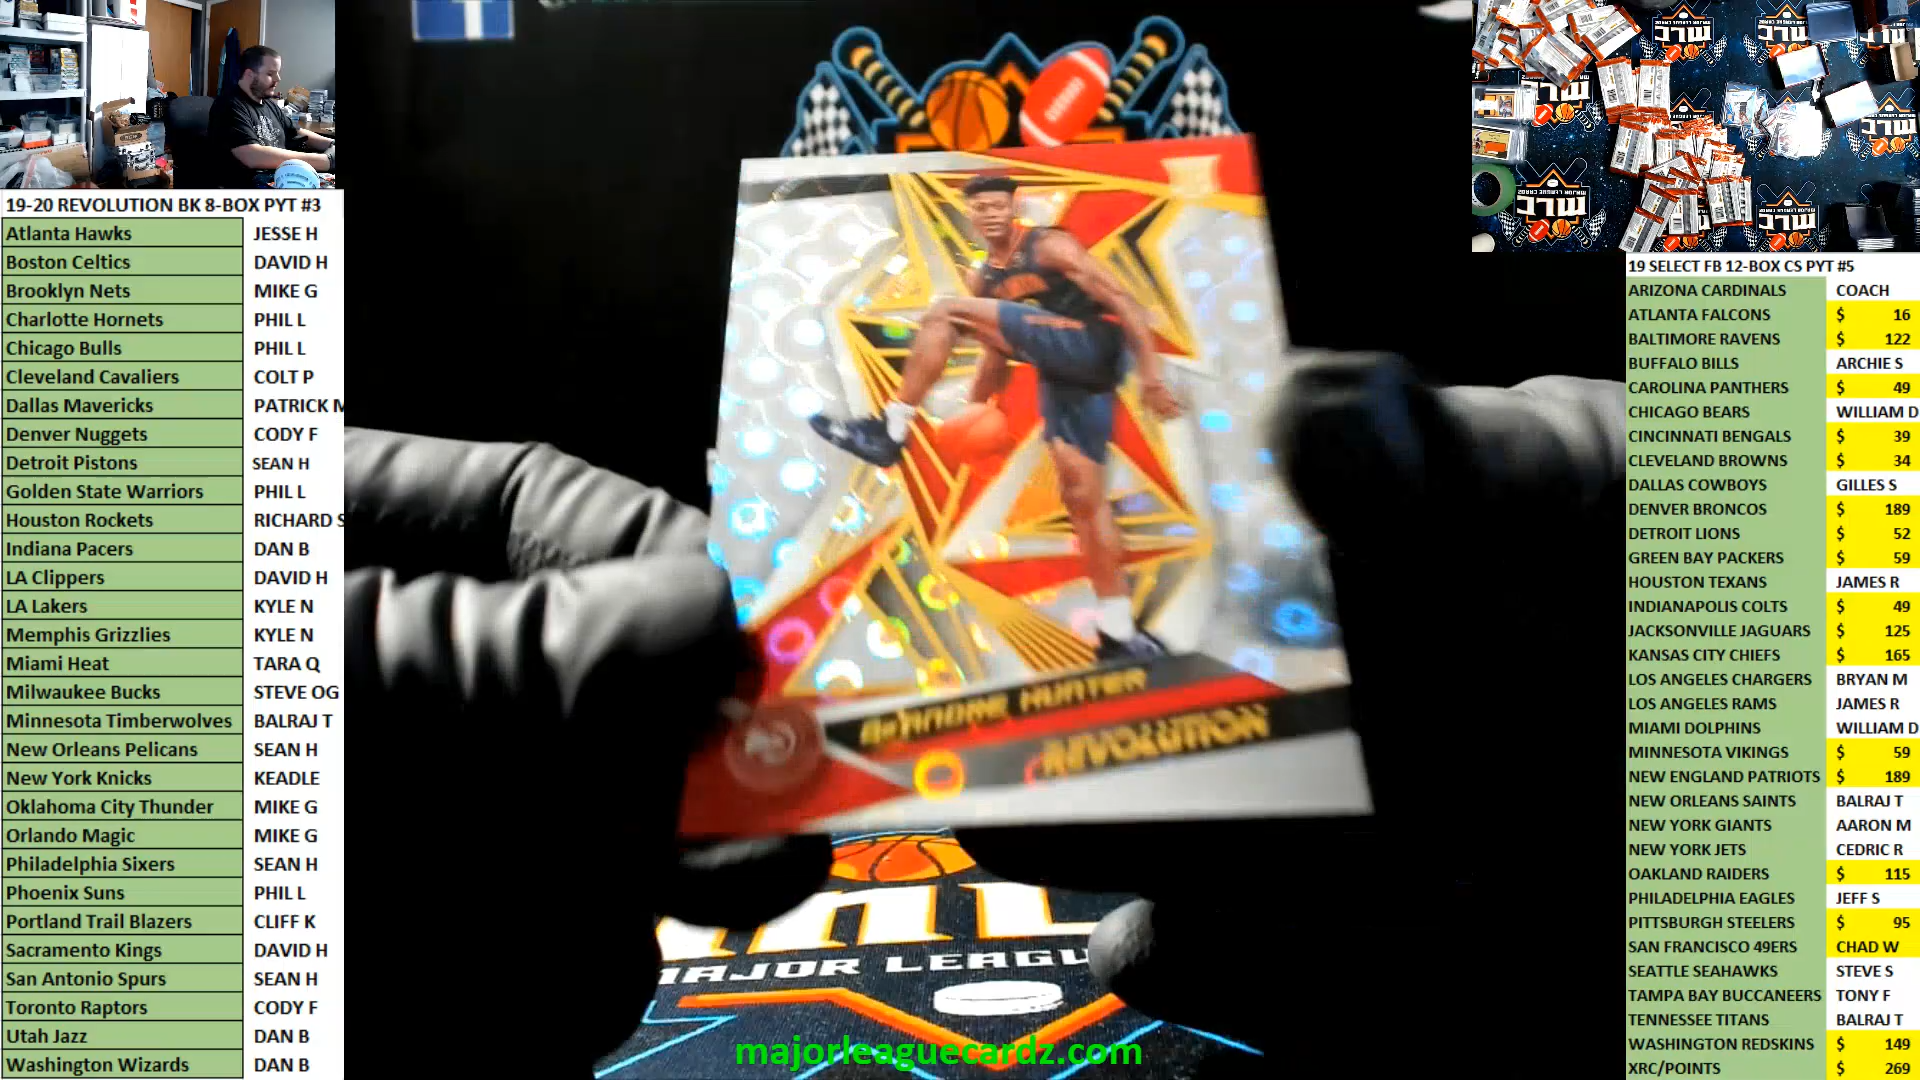 19-20 REVOLUTION BK 8-BOX PYT #3
Atlanta Hawks JESSE H
Boston Celtics DAVID H
Brooklyn Nets MIKE G
Charlotte Hornets PHIL L
Chicago Bulls PHIL L
Cleveland Cavaliers COLT P
Dallas Mavericks PATRICK M
Denver Nuggets CODY F
Detroit Pistons SEAN H
Golden State Warriors PHIL L
Houston Rockets RICHARD S
Indiana Pacers DAN B
LA Clippers DAVID H
LA Lakers KYLE N
Memphis Grizzlies KYLE N
Miami Heat TARA Q
Milwaukee Bucks STEVE OG
Minnesota Timberwolves BALRAJ T
New Orleans Pelicans SEAN H
New York Knicks KEADLE
Oklahoma City Thunder MIKE G
Orlando Magic MIKE G
Philadelphia Sixers SEAN H
Phoenix Suns PHIL L
Portland Trail Blazers CLIFF K
Sacramento Kings DAVID H
San Antonio Spurs SEAN H
Toronto Raptors CODY F
Utah Jazz DAN B
Washington Wizards DAN B
DeANDRE HUNTER
REVOLUTION
MAJOR LEAGU
majorleaguecardz.com
19 SELECT FB 12-BOX CS PYT #5
ARIZONA CARDINALS COACH
ATLANTA FALCONS $ 16
BALTIMORE RAVENS $ 122
BUFFALO BILLS ARCHIE S
CAROLINA PANTHERS $ 49
CHICAGO BEARS WILLIAM D
CINCINNATI BENGALS $ 39
CLEVELAND BROWNS $ 34
DALLAS COWBOYS GILLES S
DENVER BRONCOS $ 189
DETROIT LIONS $ 52
GREEN BAY PACKERS $ 59
HOUSTON TEXANS JAMES R
INDIANAPOLIS COLTS $ 49
JACKSONVILLE JAGUARS $ 125
KANSAS CITY CHIEFS $ 165
LOS ANGELES CHARGERS BRYAN M
LOS ANGELES RAMS JAMES R
MIAMI DOLPHINS WILLIAM D
MINNESOTA VIKINGS $ 59
NEW ENGLAND PATRIOTS $ 189
NEW ORLEANS SAINTS BALRAJ T
NEW YORK GIANTS AARON M
NEW YORK JETS CEDRIC R
OAKLAND RAIDERS $ 115
PHILADELPHIA EAGLES JEFF S
PITTSBURGH STEELERS $ 95
SAN FRANCISCO 49ERS CHAD W
SEATTLE SEAHAWKS STEVE S
TAMPA BAY BUCCANEERS TONY F
TENNESSEE TITANS BALRAJ T
WASHINGTON REDSKINS $ 149
XRC/POINTS $ 269